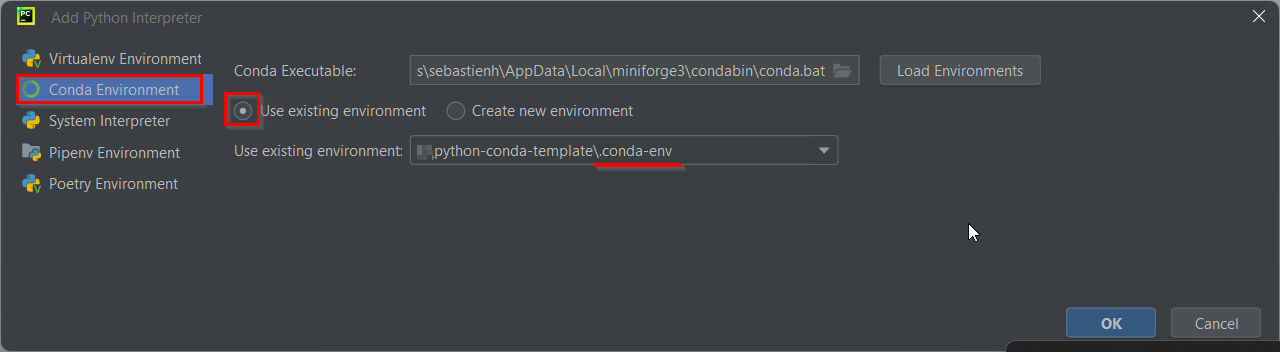 PC
Add Python Interpreter
Virtualenv Environment
Conda Environment
System Interpreter
Pipenv Environment
Poetry Environment
Conda Executable:
s\sebastienh\AppData\Local\miniforge3\condabin\conda.bat
Load Environments
Use existing environment
Create new environment
Use existing environment:
python-conda-template\.conda-env
OK
Cancel